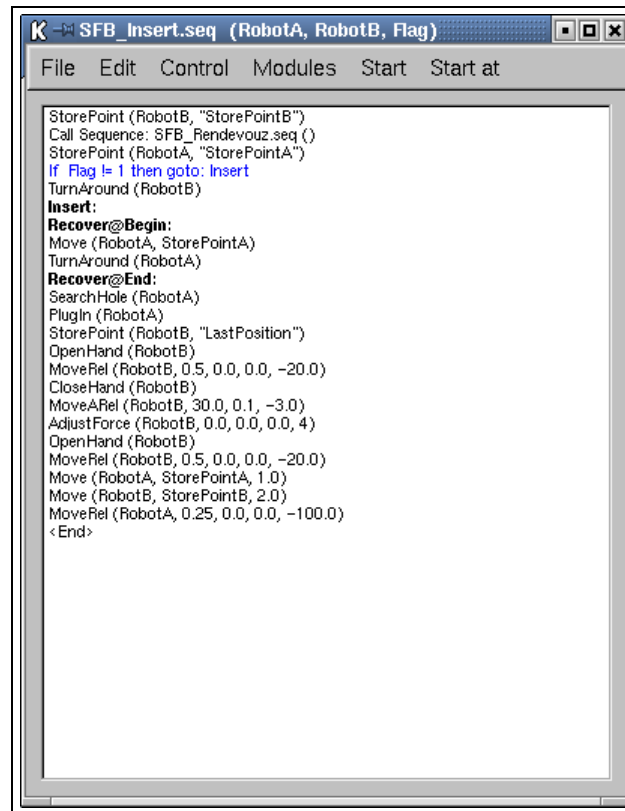 SFB_Insert.seq (RobotA, RobotB, Flag)
File Edit Control Modules Start Start at
StorePoint (RobotB, "StorePointB")
Call Sequence: SFB_Rendevouz.seq ()
StorePoint (RobotA, "StorePointA")
If Flag != 1 then goto: Insert
TurnAround (RobotB)
Insert:
Recover@Begin:
Move (RobotA, StorePointA)
TurnAround (RobotA)
Recover@End:
SearchHole (RobotA)
PlugIn (RobotA)
StorePoint (RobotB, "LastPosition")
OpenHand (RobotB)
MoveRel (RobotB, 0.5, 0.0, 0.0, -20.0)
CloseHand (RobotB)
MoveARel (RobotB, 30.0, 0.1, -3.0)
AdjustForce (RobotB, 0.0, 0.0, 0.0, 4)
OpenHand (RobotB)
MoveRel (RobotB, 0.5, 0.0, 0.0, -20.0)
Move (RobotA, StorePointA, 1.0)
Move (RobotB, StorePointB, 2.0)
MoveRel (RobotA, 0.25, 0.0, 0.0, -100.0)
<End>